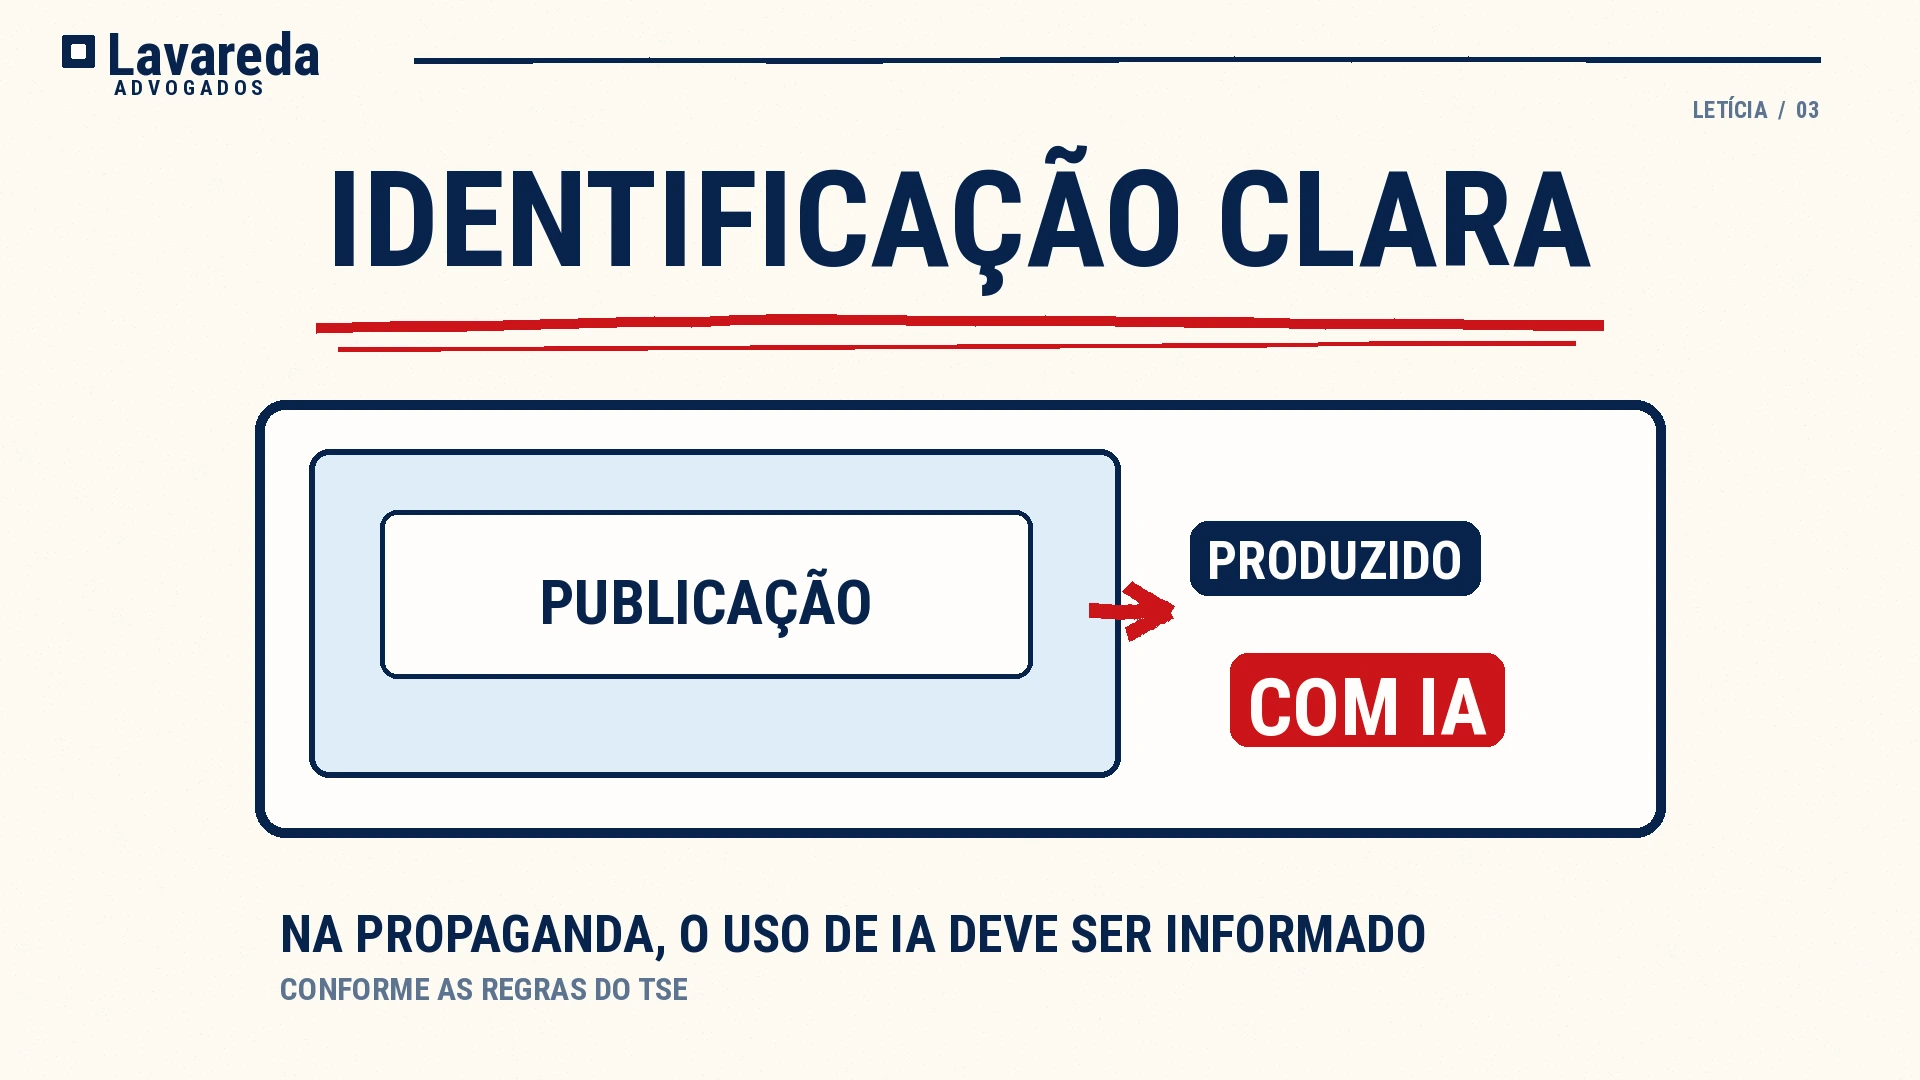 Lavareda
ADVOGADOS
LETÍCIA / 03
IDENTIFICAÇÃO CLARA
PUBLICAÇÃO
PRODUZIDO
COM IA
NA PROPAGANDA, O USO DE IA DEVE SER INFORMADO
CONFORME AS REGRAS DO TSE